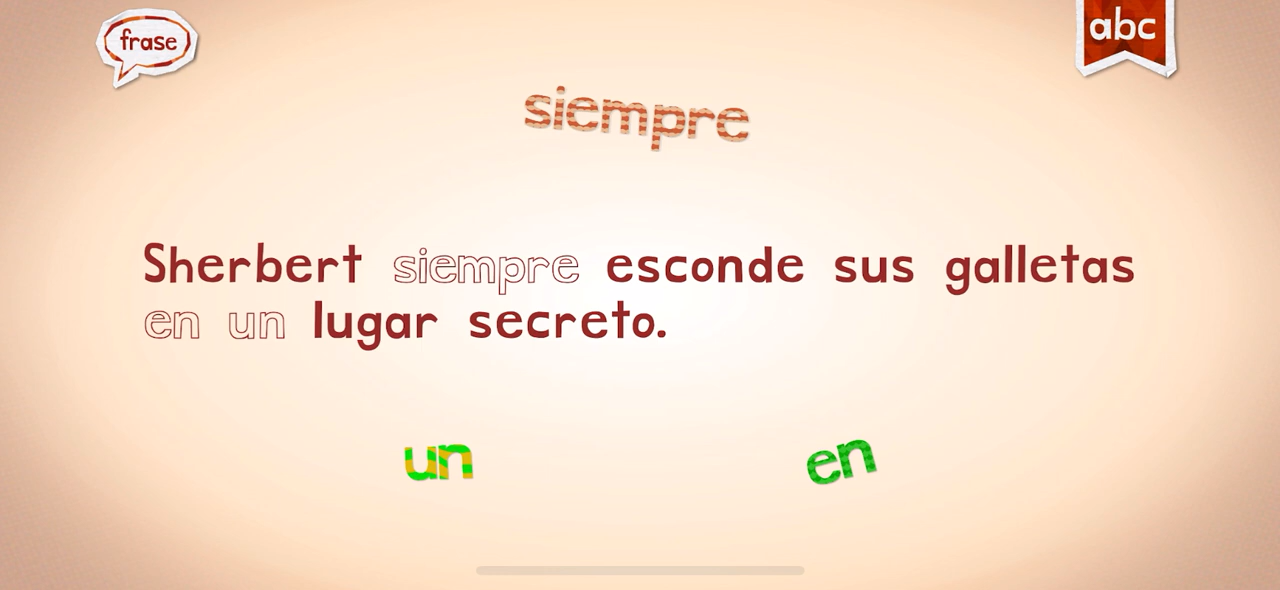 frase
abc
siempre
Sherbert siempre esconde sus galletas
en un lugar secreto.
un
en